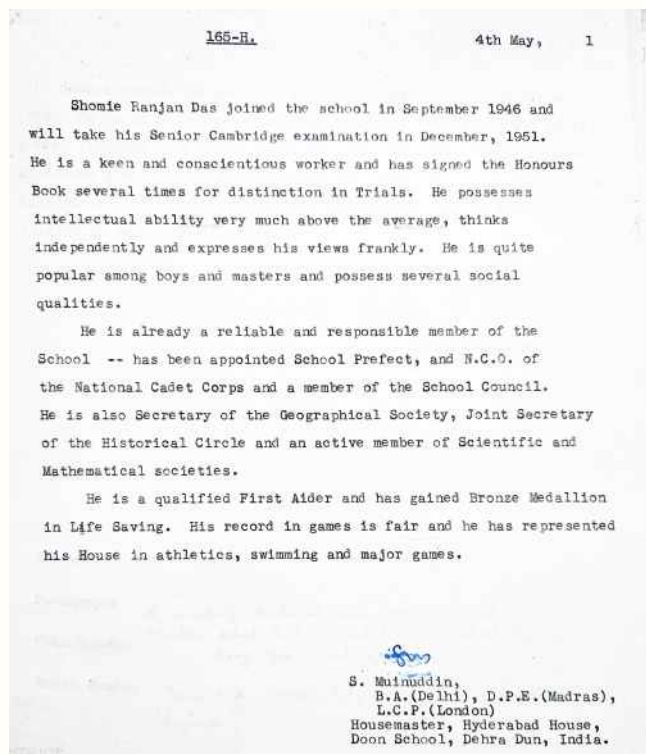 165-H.
4th May, 1
Shomie Ranjan Das joined the school in September 1946 and
will take his Senior Cambridge examination in December, 1951.
He is a keen and conscientious worker and has signed the Honours
Book several times for distinction in Trials. He possesses
intellectual ability very much above the average, thinks
independently and expresses his views frankly. He is quite
popular among boys and masters and possess several social
qualities.
He is already a reliable and responsible member of the
School -- has been appointed School Prefect, and N.C.O. of
the National Cadet Corps and a member of the School Council.
He is also Secretary of the Geographical Society, Joint Secretary
of the Historical Circle and an active member of Scientific and
Mathematical societies.
He is a qualified First Aider and has gained Bronze Medallion
in Life Saving. His record in games is fair and he has represented
his House in athletics, swimming and major games.
S. Muinuddin,
B.A.(Delhi), D.P.E.(Madras),
L.C.P.(London)
Housemaster, Hyderabad House,
Doon School, Dehra Dun, India.